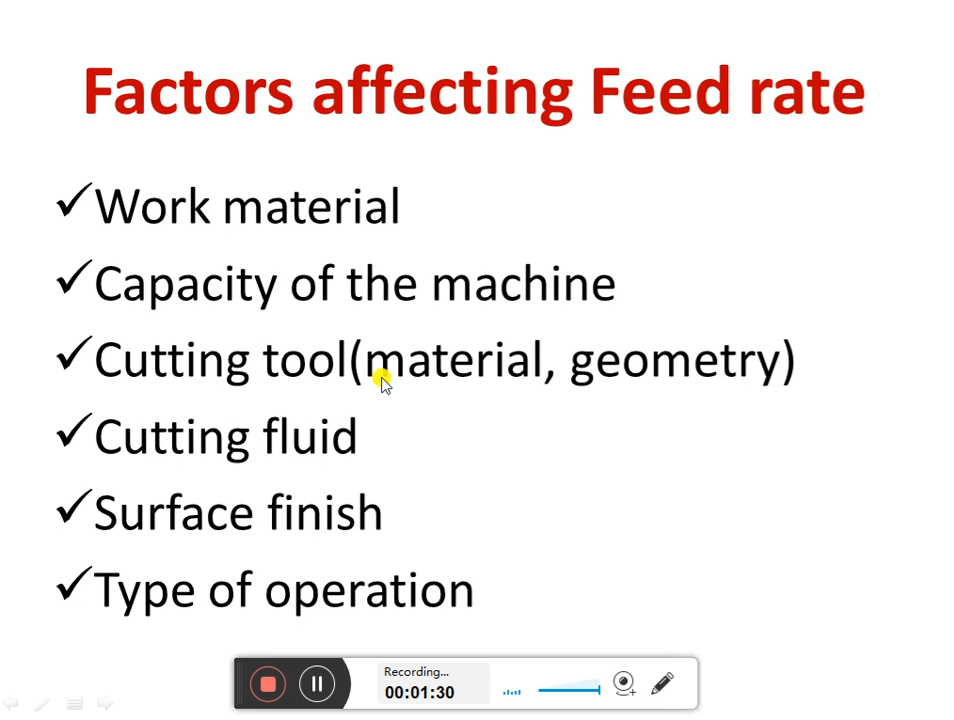 Factors affecting Feed rate
✓Work material
✓Capacity of the machine
✓Cutting tool(material, geometry)
✓Cutting fluid
✓Surface finish
✓Type of operation
Recording...
00:01:30